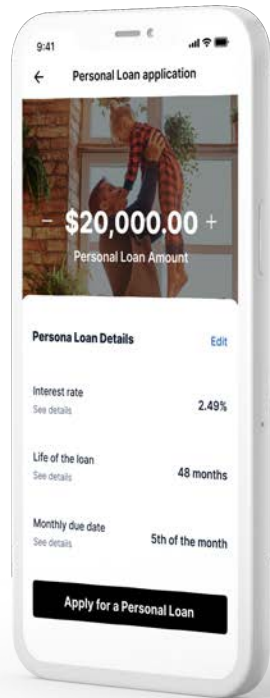 9:41
Personal Loan application
− $20,000.00 +
Personal Loan Amount
Persona Loan Details Edit
Interest rate
See details
2.49%
Life of the loan
See details
48 months
Monthly due date
See details
5th of the month
Apply for a Personal Loan